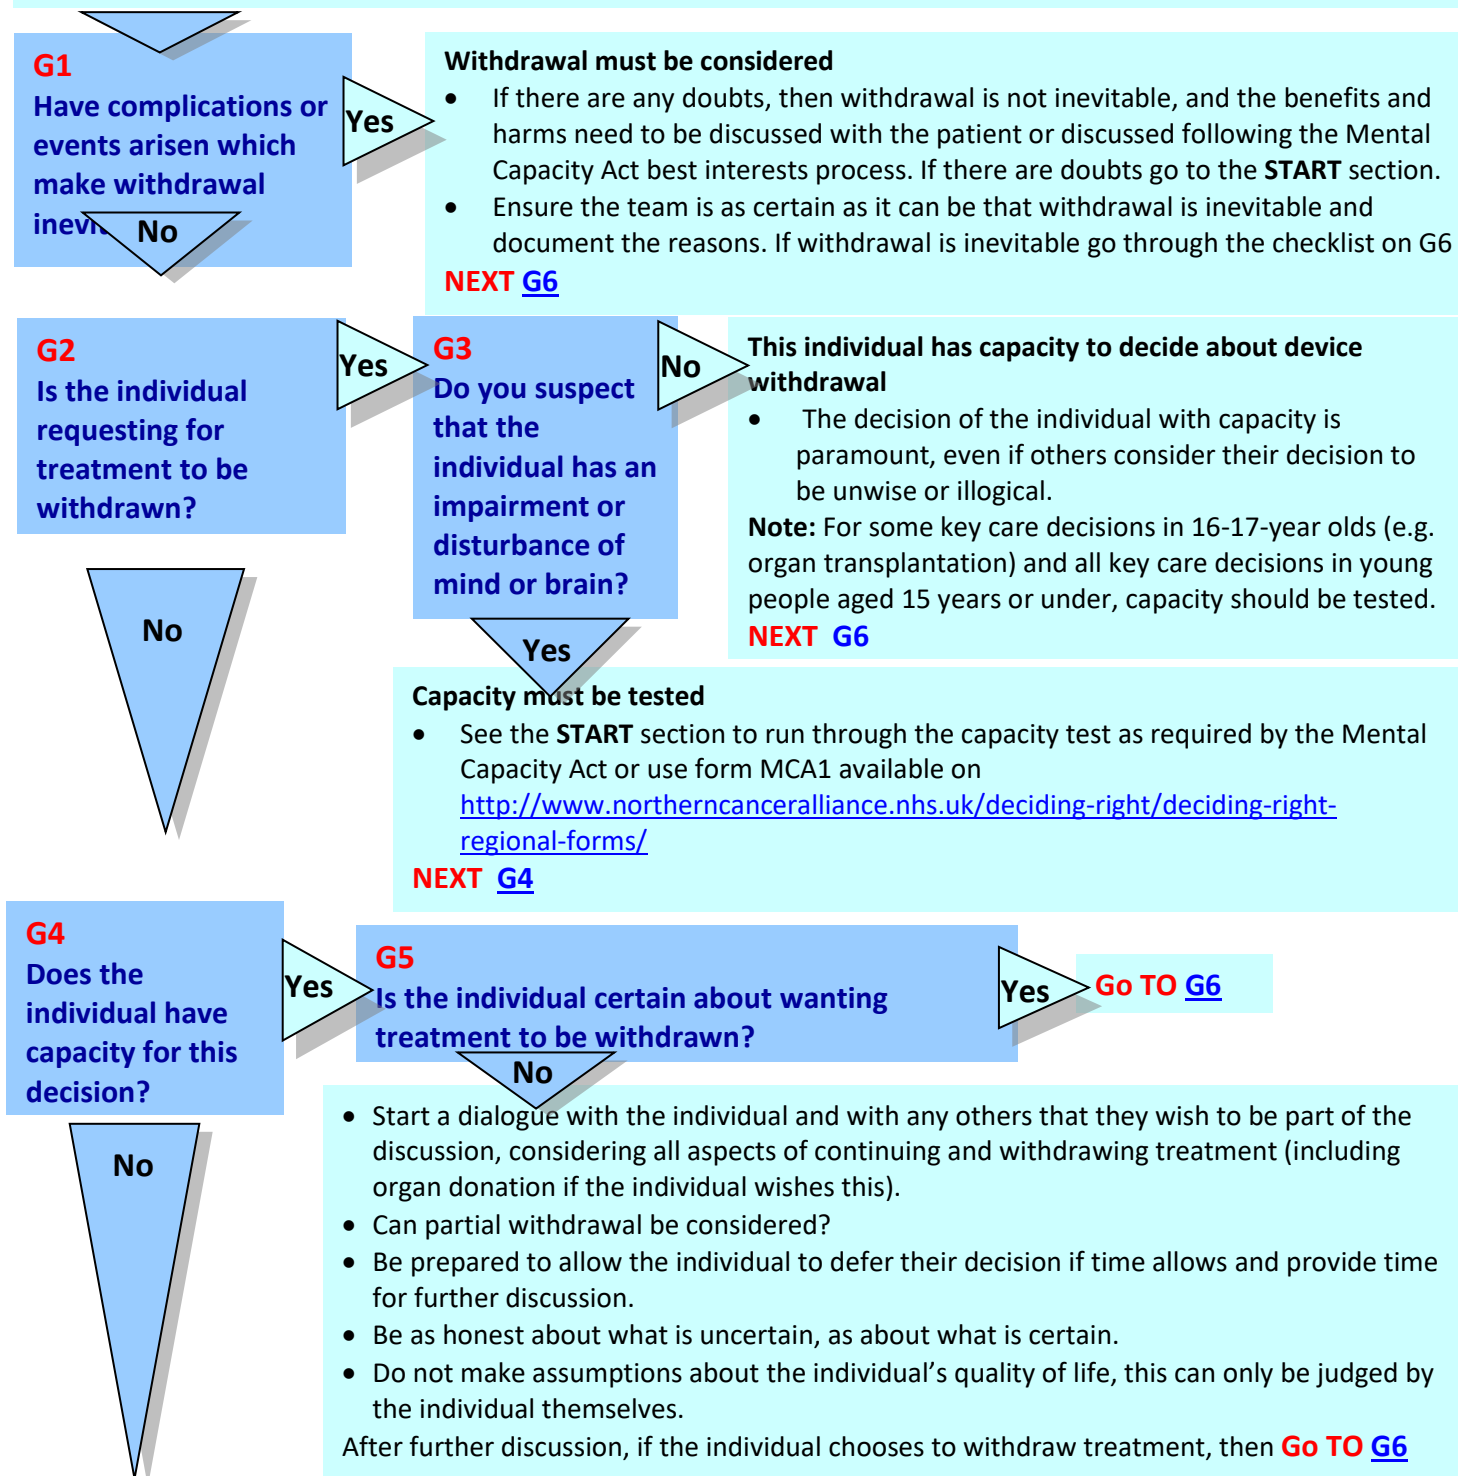 G1
Have complications or
events arisen which
make withdrawal
Yes
No
Withdrawal must be considered
• If there are any doubts, then withdrawal is not inevitable, and the benefits and
harms need to be discussed with the patient or discussed following the Mental
Capacity Act best interests process. If there are doubts go to the START section.
• Ensure the team is as certain as it can be that withdrawal is inevitable and
document the reasons. If withdrawal is inevitable go through the checklist on G6
NEXT G6
G2
Is the individual
requesting for
treatment to be
withdrawn?
Yes
No
G3
Do you suspect
that the
individual has an
impairment or
disturbance of
mind or brain?
No
Yes
This individual has capacity to decide about device
withdrawal
• The decision of the individual with capacity is
paramount, even if others consider their decision to
be unwise or illogical.
Note: For some key care decisions in 16-17-year olds (e.g.
organ transplantation) and all key care decisions in young
people aged 15 years or under, capacity should be tested.
NEXT G6
Capacity must be tested
• See the START section to run through the capacity test as required by the Mental
Capacity Act or use form MCA1 available on
http://www.northerncanceralliance.nhs.uk/deciding-right/deciding-right-
regional-forms/
NEXT G4
G4
Does the
individual have
capacity for this
decision?
Yes
No
G5
Is the individual certain about wanting
treatment to be withdrawn?
Yes
Go TO G6
No
• Start a dialogue with the individual and with any others that they wish to be part of the
discussion, considering all aspects of continuing and withdrawing treatment (including
organ donation if the individual wishes this).
• Can partial withdrawal be considered?
• Be prepared to allow the individual to defer their decision if time allows and provide time
for further discussion.
• Be as honest about what is uncertain, as about what is certain.
• Do not make assumptions about the individual's quality of life, this can only be judged by
the individual themselves.
After further discussion, if the individual chooses to withdraw treatment, then Go TO G6